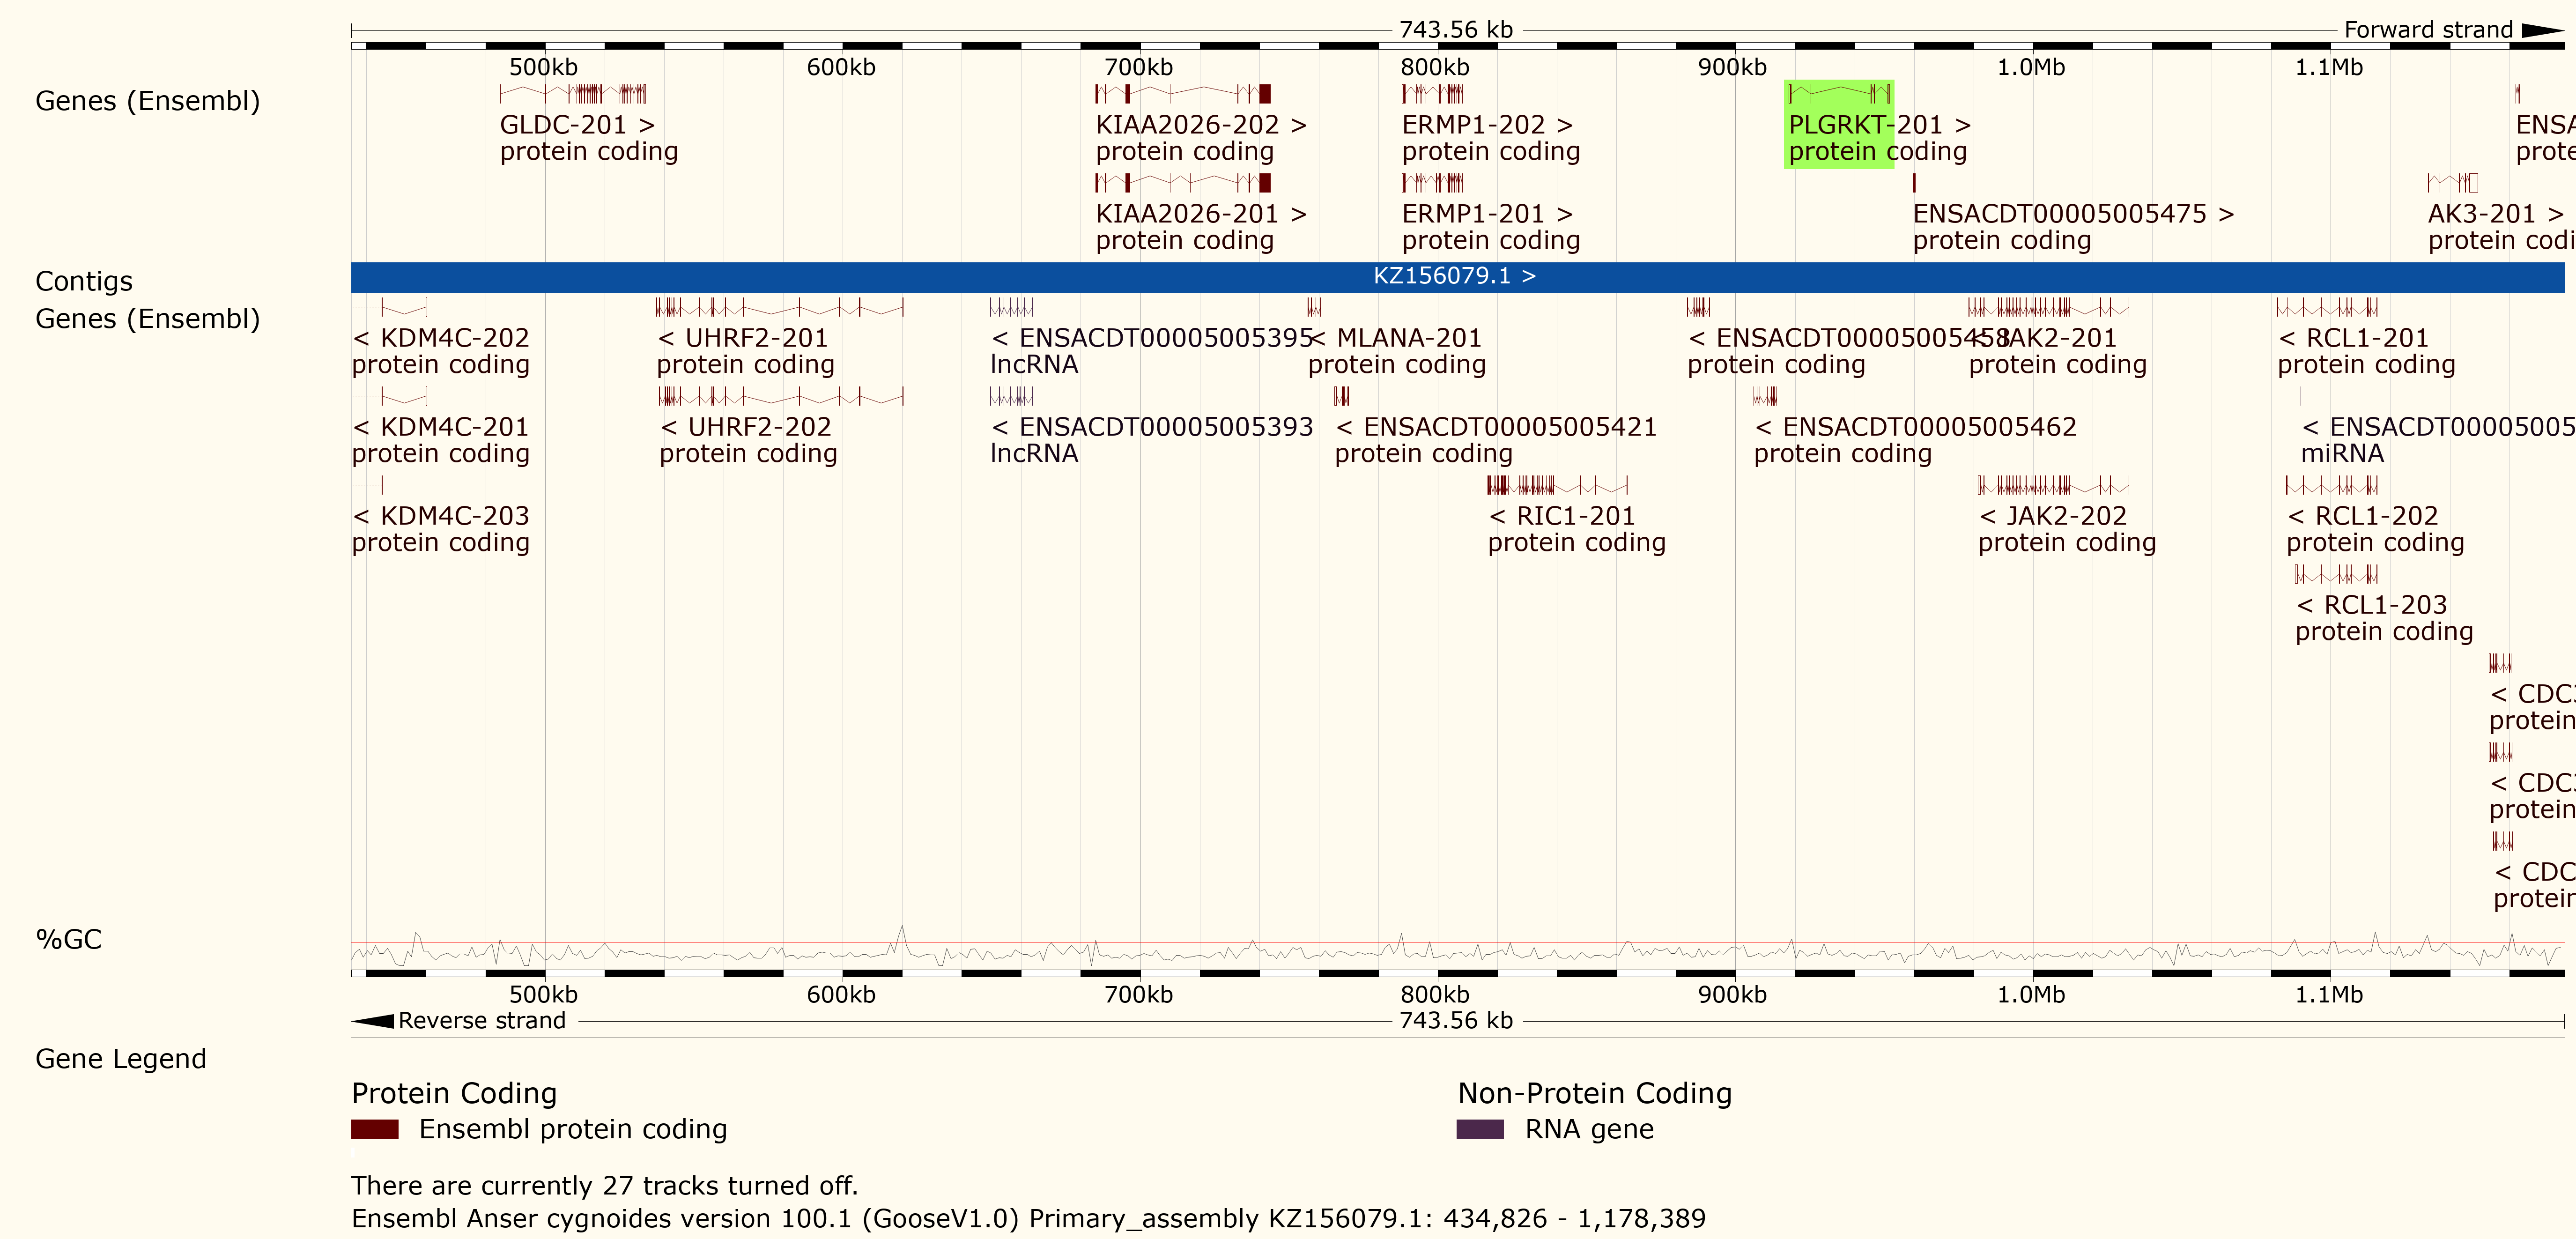 743.56 kb Forward strand
500kb 600kb 700kb 800kb 900kb 1.0Mb 1.1Mb
Genes (Ensembl)
GLDC-201 > KIAA2026-202 > ERMP1-202 > PLGRKT-201 > ENSA
protein coding protein coding protein coding protein coding prote
KIAA2026-201 > ERMP1-201 > ENSACDT00005005475 > AK3-201 >
protein coding protein coding protein coding protein codi
Contigs KZ156079.1 >
Genes (Ensembl)
< KDM4C-202 < UHRF2-201 < ENSACDT00005005395 < MLANA-201 < ENSACDT00005005458 < JAK2-201 < RCL1-201
protein coding protein coding lncRNA protein coding protein coding protein coding protein coding
< KDM4C-201 < UHRF2-202 < ENSACDT00005005393 < ENSACDT00005005421 < ENSACDT00005005462 < ENSACDT00005005
protein coding protein coding lncRNA protein coding protein coding miRNA
< KDM4C-203 < RIC1-201 < JAK2-202 < RCL1-202
protein coding protein coding protein coding protein coding
< RCL1-203
protein coding
< CDC
protein
< CDC
protein
< CDC
protein
%GC
500kb 600kb 700kb 800kb 900kb 1.0Mb 1.1Mb
Reverse strand 743.56 kb
Gene Legend
Protein Coding Non-Protein Coding
Ensembl protein coding RNA gene
There are currently 27 tracks turned off.
Ensembl Anser cygnoides version 100.1 (GooseV1.0) Primary_assembly KZ156079.1: 434,826 - 1,178,389